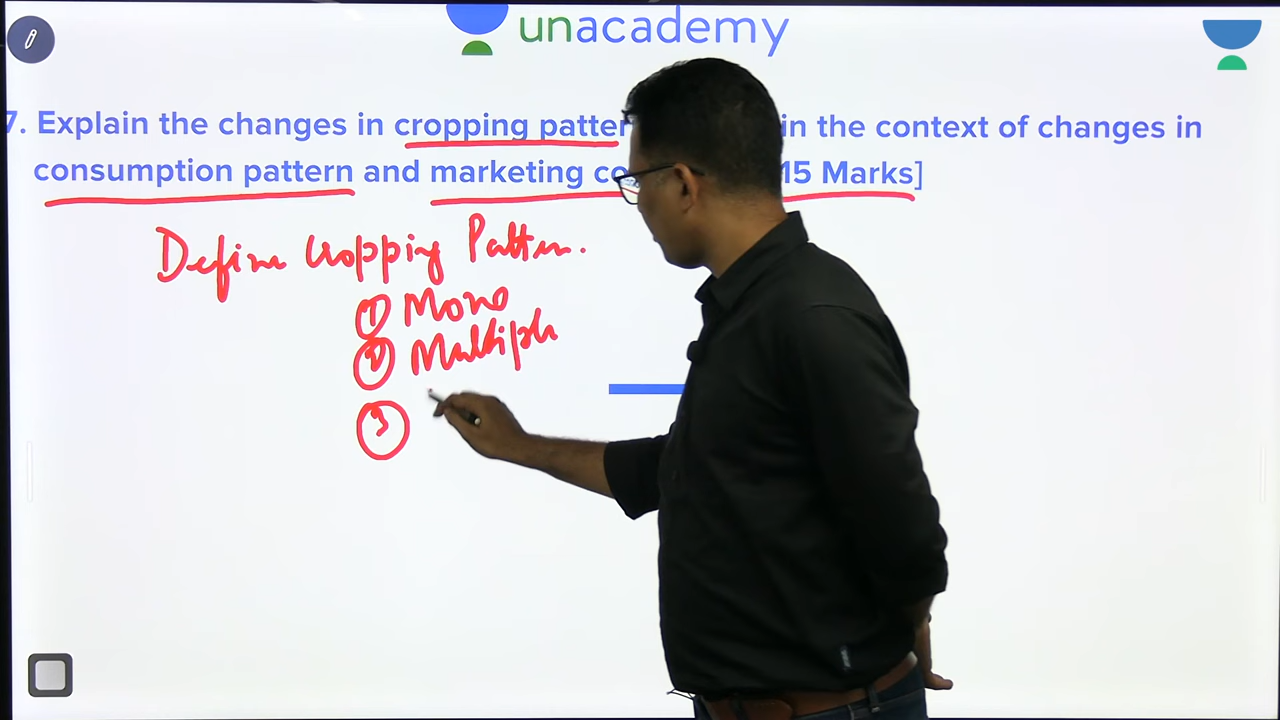 unacademy
7. Explain the changes in cropping patter in the context of changes in
consumption pattern and marketing co 15 Marks]
Define Cropping Pattern.
① Mono
② Multiple
③